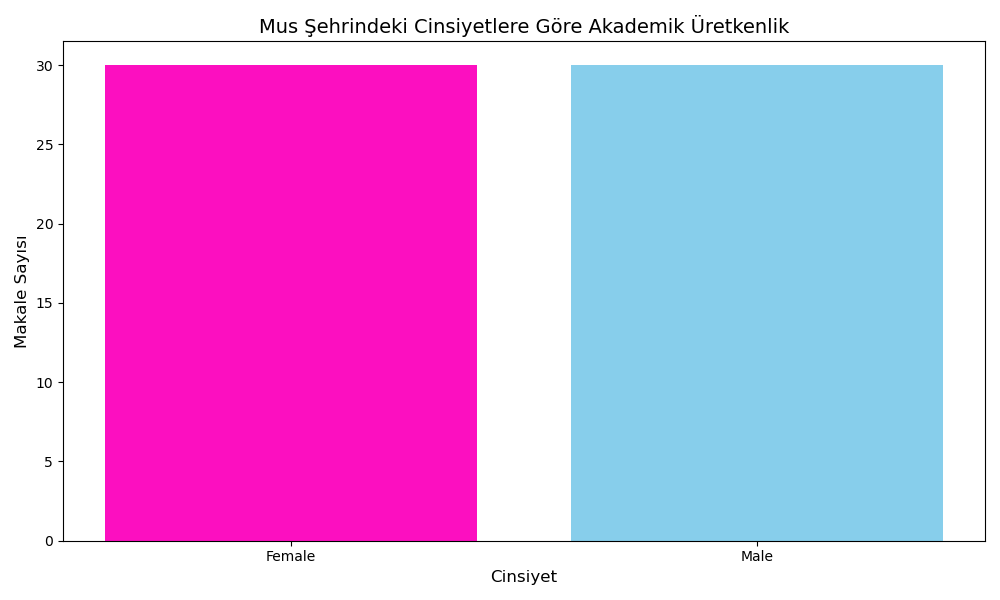 Mus Şehrindeki Cinsiyetlere Göre Akademik Üretkenlik
30
25
20
15
10
5
0
Makale Sayısı
Female
Male
Cinsiyet